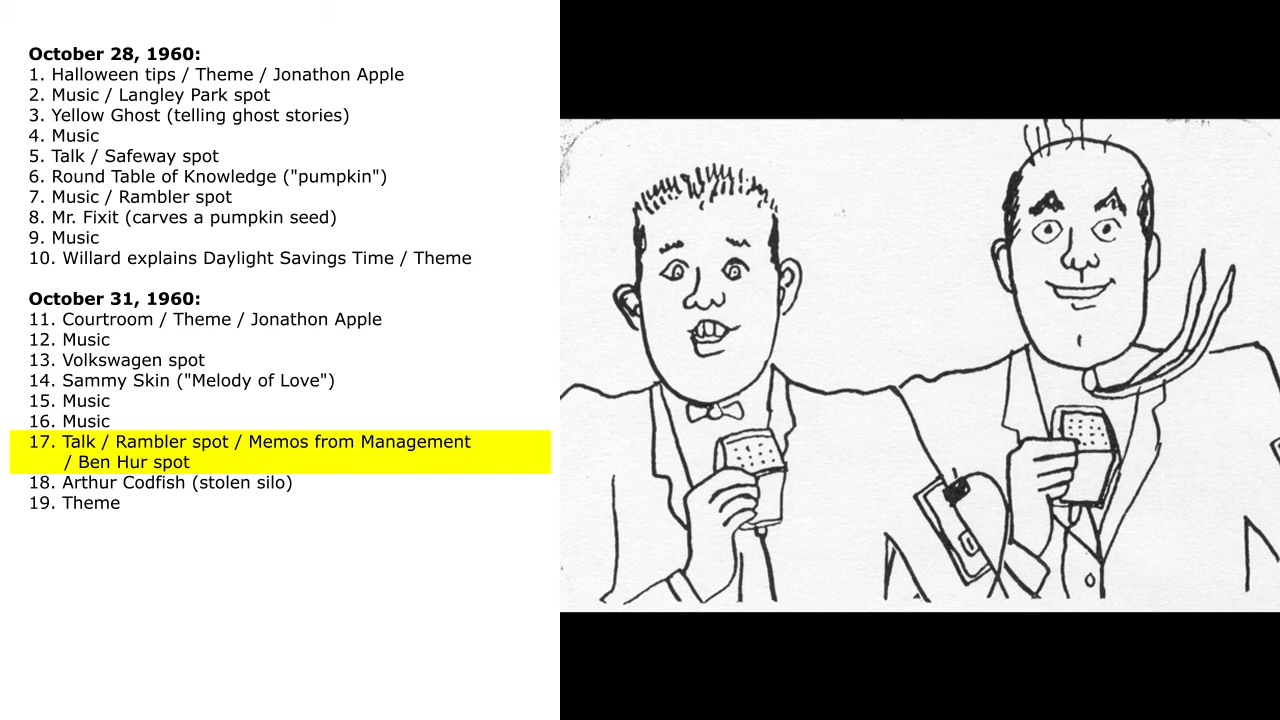 October 28, 1960:
1. Halloween tips / Theme / Jonathon Apple
2. Music / Langley Park spot
3. Yellow Ghost (telling ghost stories)
4. Music
5. Talk / Safeway spot
6. Round Table of Knowledge ("pumpkin")
7. Music / Rambler spot
8. Mr. Fixit (carves a pumpkin seed)
9. Music
10. Willard explains Daylight Savings Time / Theme
October 31, 1960:
11. Courtroom / Theme / Jonathon Apple
12. Music
13. Volkswagen spot
14. Sammy Skin ("Melody of Love")
15. Music
16. Music
17. Talk / Rambler spot / Memos from Management
/ Ben Hur spot
18. Arthur Codfish (stolen silo)
19. Theme